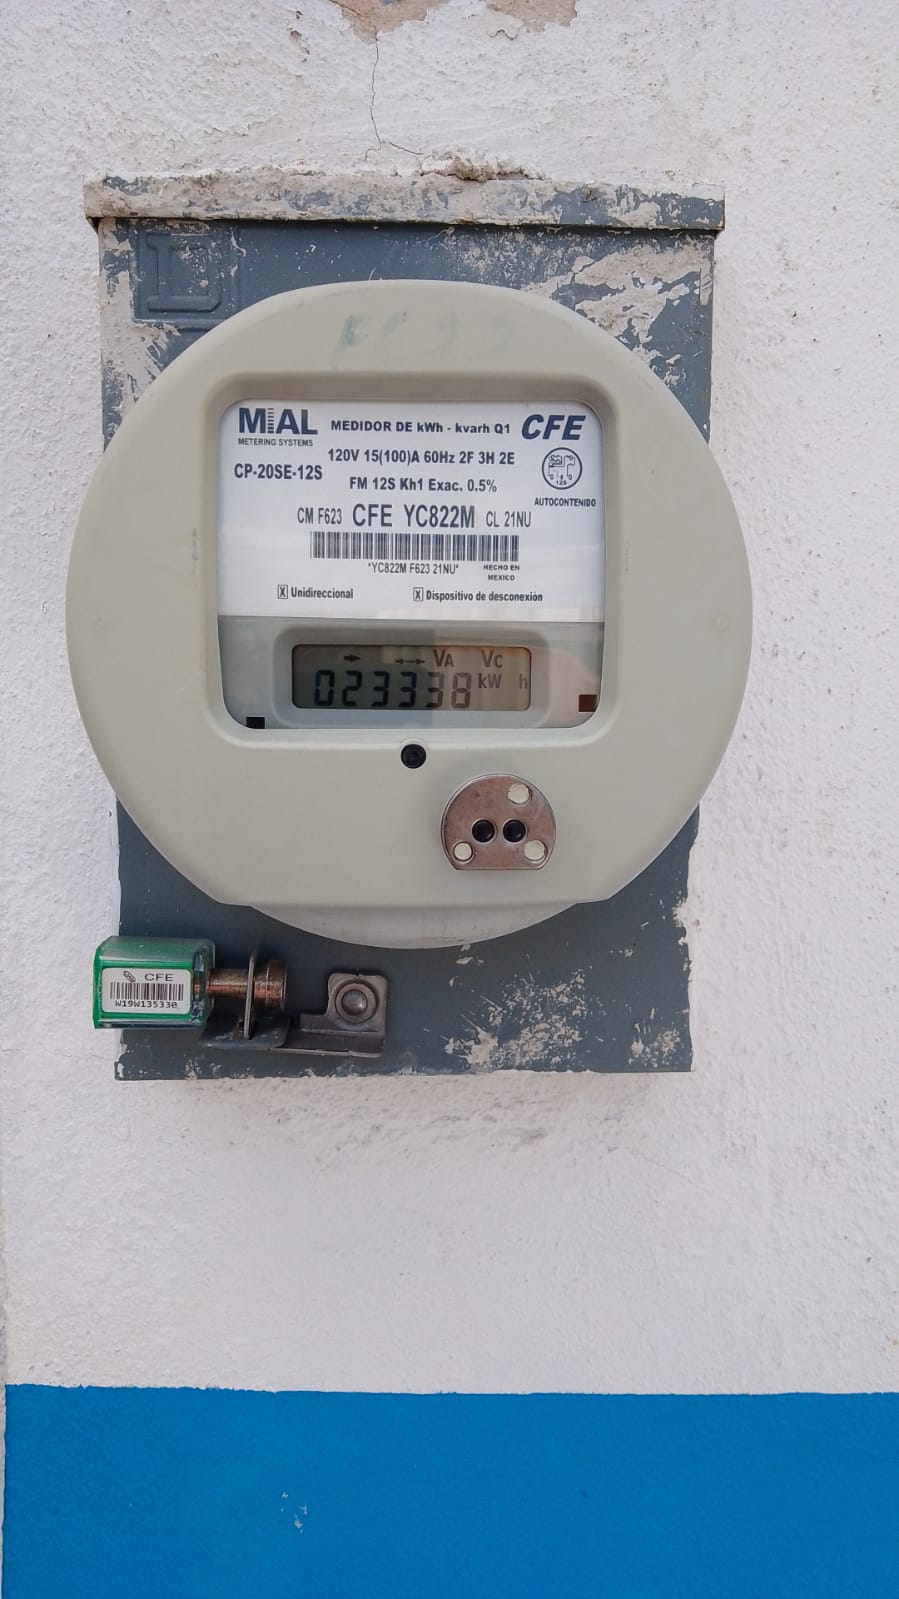 MIAL
METERING SYSTEMS
MEDIDOR DE kWh - kvarh Q1
CFE
120V 15(100)A 60Hz 2F 3H 2E
CP-20SE-12S
FM 12S Kh1 Exac. 0.5%
12S
AUTOCONTENIDO
CM F623 CFE YC822M CL 21NU
*YC822M F623 21NU*
HECHO EN
MEXICO
X Unidireccional
X Dispositivo de desconexión
VA VC
023338 kW h
CFE
W19W135330